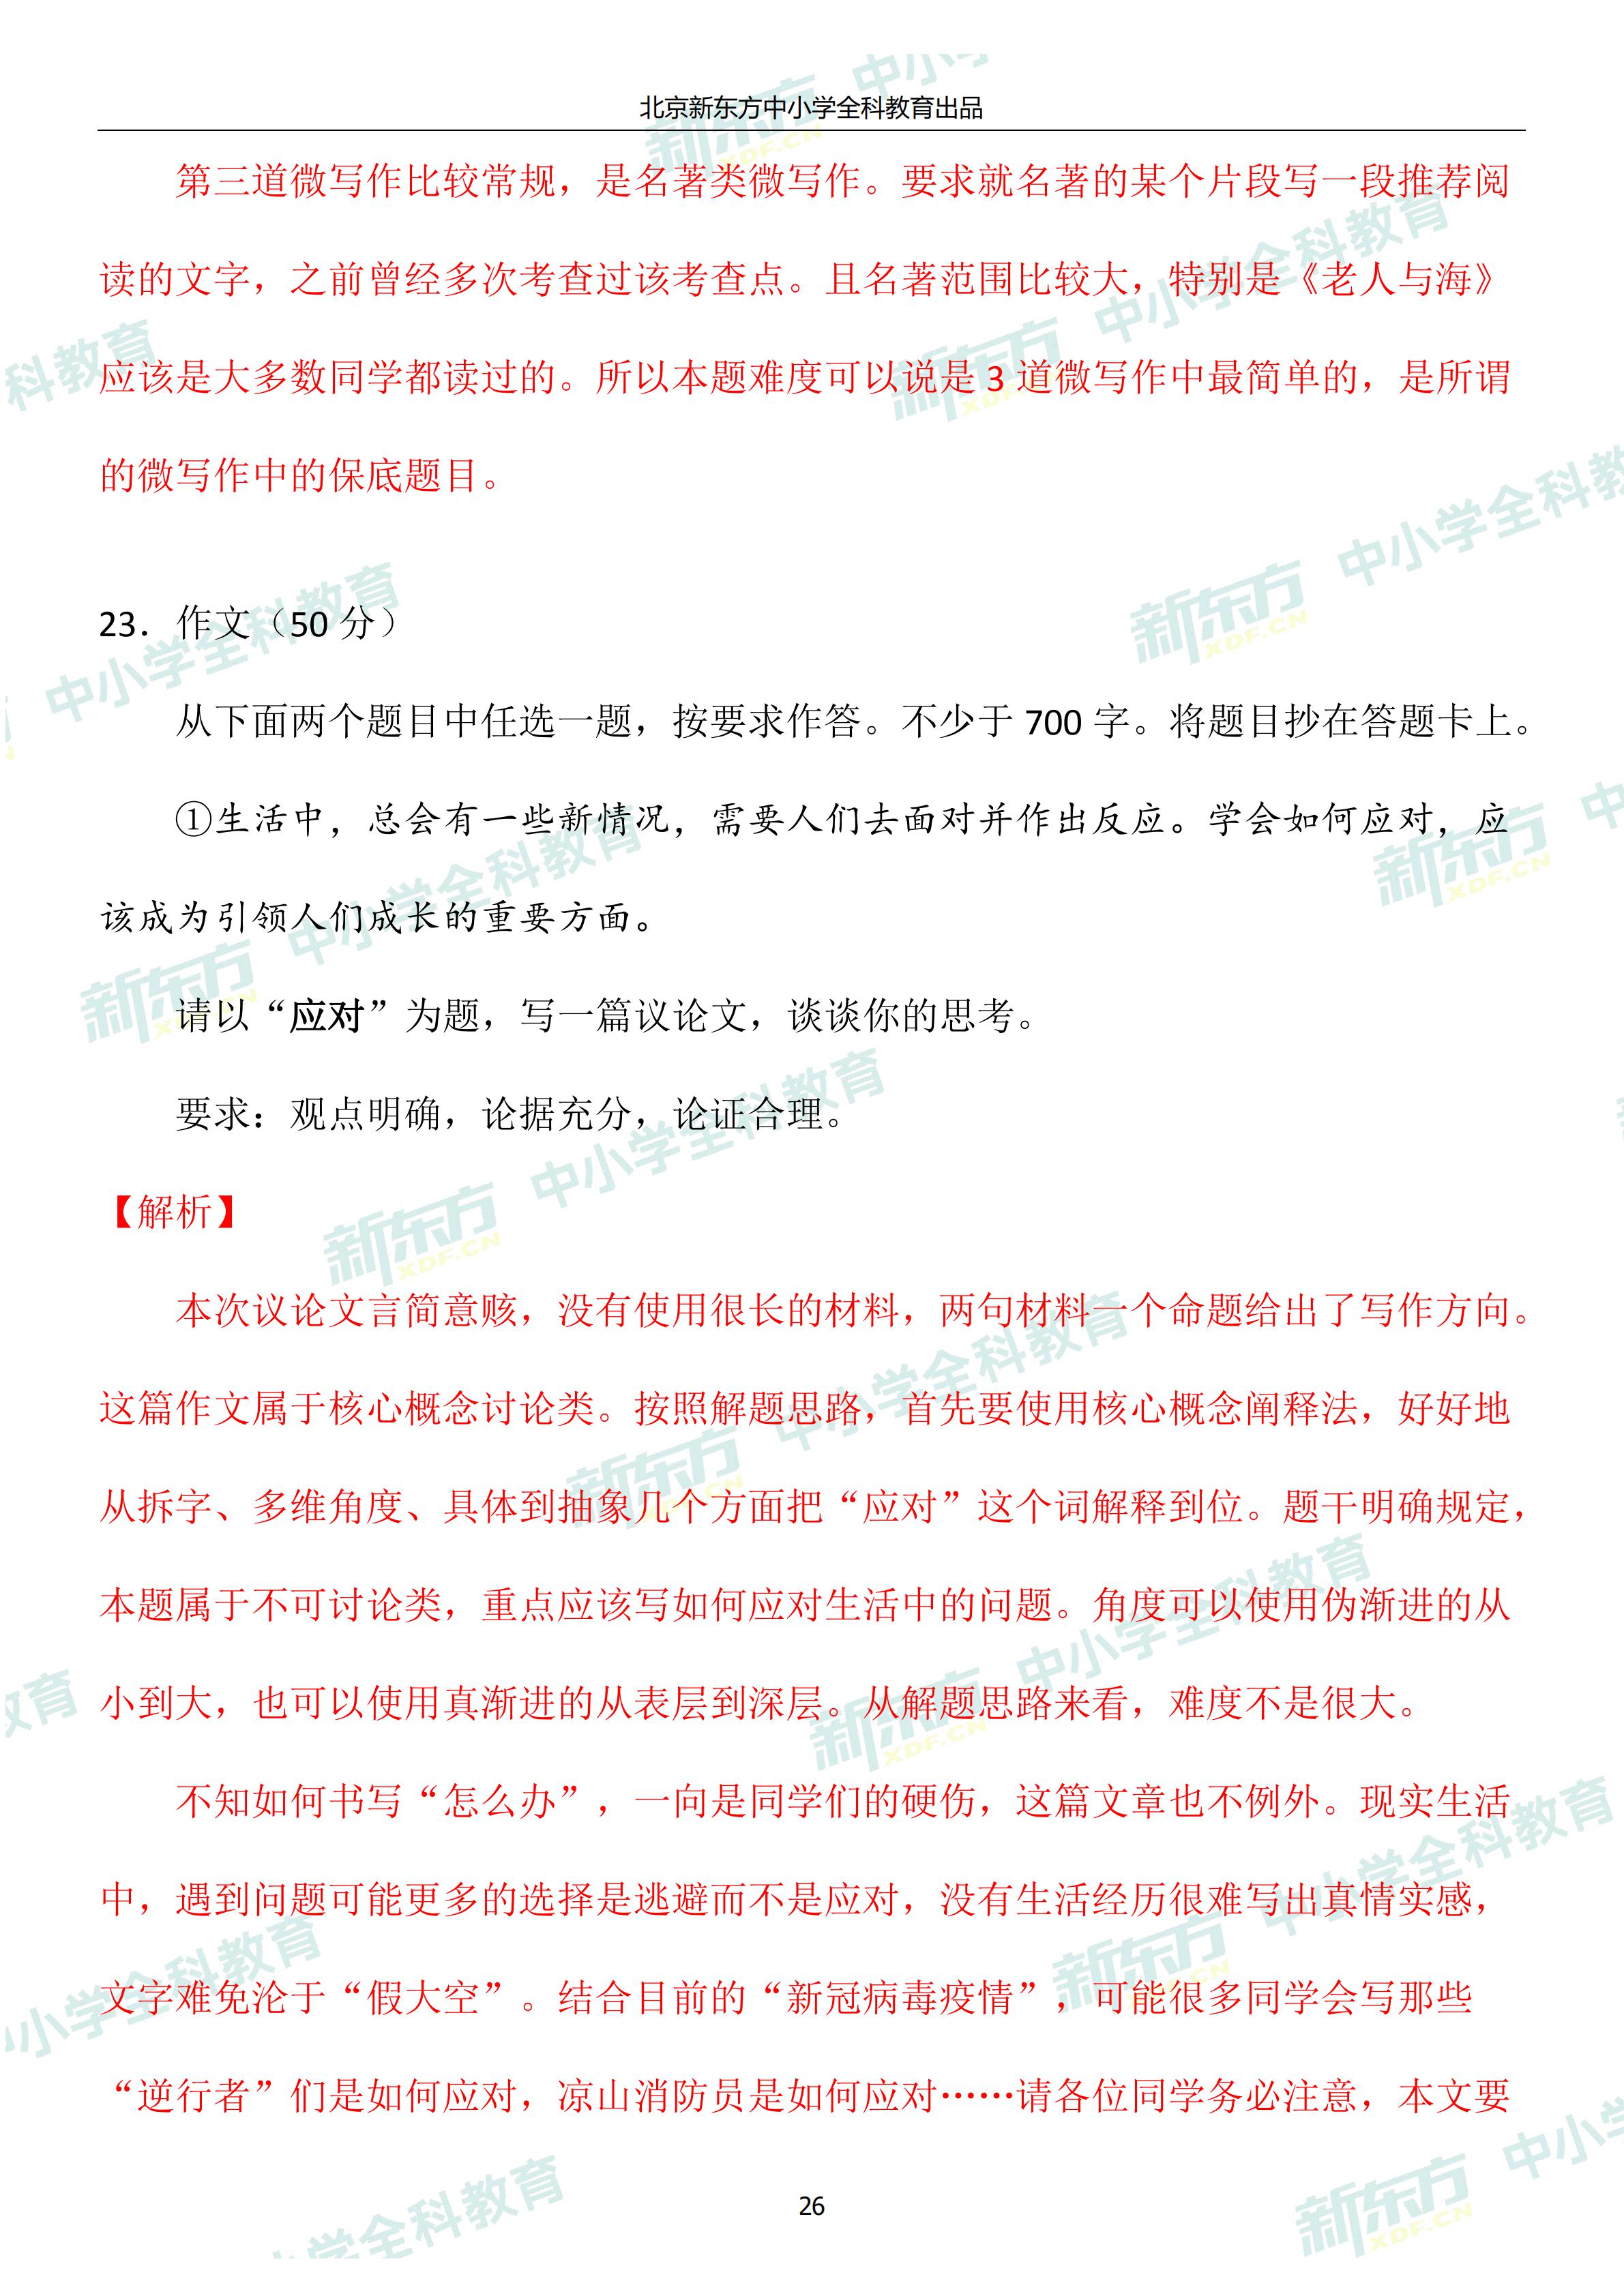 北京新东方中小学全科教育出品
第三道微写作比较常规，是名著类微写作。要求就名著的某个片段写一段推荐阅
读的文字，之前曾经多次考查过该考查点。且名著范围比较大，特别是《老人与海》
应该是大多数同学都读过的。所以本题难度可以说是 3 道微写作中最简单的，是所谓
的微写作中的保底题目。
23．作文（50 分）
从下面两个题目中任选一题，按要求作答。不少于 700 字。将题目抄在答题卡上。
①生活中，总会有一些新情况，需要人们去面对并作出反应。学会如何应对，应
该成为引领人们成长的重要方面。
请以“应对”为题，写一篇议论文，谈谈你的思考。
要求：观点明确，论据充分，论证合理。
【解析】
本次议论文言简意赅，没有使用很长的材料，两句材料一个命题给出了写作方向。
这篇作文属于核心概念讨论类。按照解题思路，首先要使用核心概念阐释法，好好地
从拆字、多维角度、具体到抽象几个方面把“应对”这个词解释到位。题干明确规定，
本题属于不可讨论类，重点应该写如何应对生活中的问题。角度可以使用伪渐进的从
小到大，也可以使用真渐进的从表层到深层。从解题思路来看，难度不是很大。
不知如何书写“怎么办”，一向是同学们的硬伤，这篇文章也不例外。现实生活
中，遇到问题可能更多的选择是逃避而不是应对，没有生活经历很难写出真情实感，
文字难免沦于“假大空”。结合目前的“新冠病毒疫情”，可能很多同学会写那些
“逆行者”们是如何应对，凉山消防员是如何应对……请各位同学务必注意，本文要
26
新东方 XDF.CN 中小学全科教育